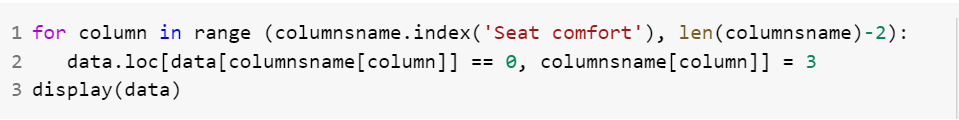 1 for column in range (columnsname.index('Seat comfort'), len(columnsname)-2):
2    data.loc[data[columnsname[column]] == 0, columnsname[column]] = 3
3 display(data)